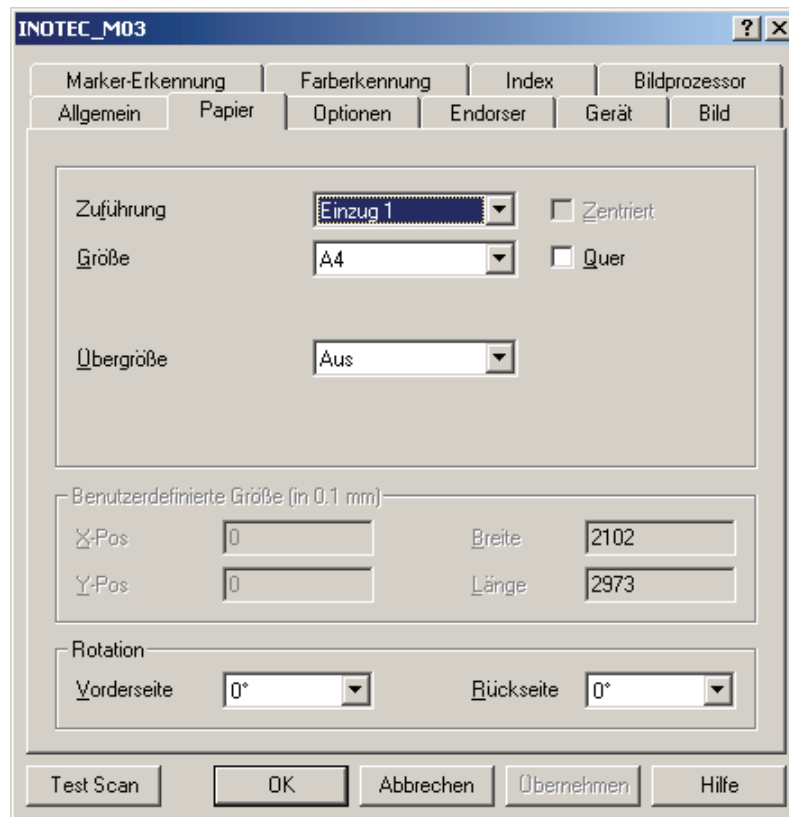 INOTEC_M03
Marker-Erkennung Farberkennung Index Bildprozessor
Allgemein Papier Optionen Endorser Gerät Bild
Zuführung Einzug 1 Zentriert
Größe A4 Quer
Übergröße Aus
Benutzerdefinierte Größe (in 0.1 mm)
X-Pos 0 Breite 2102
Y-Pos 0 Länge 2973
Rotation
Vorderseite 0° Rückseite 0°
Test Scan OK Abbrechen Übernehmen Hilfe